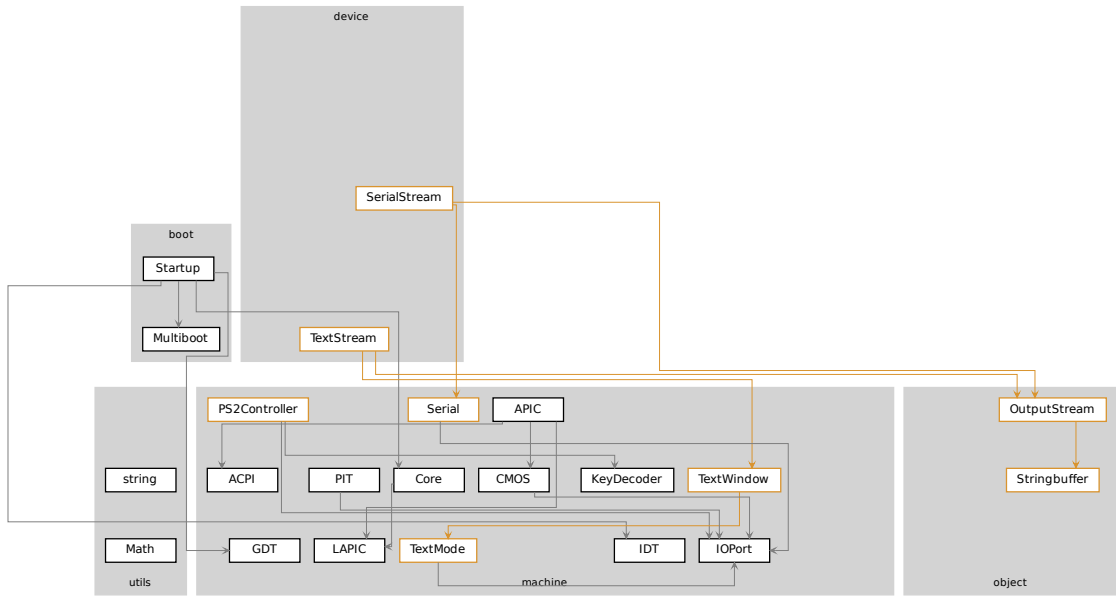 device
SerialStream
boot
Startup
Multiboot
TextStream
PS2Controller
Serial
APIC
OutputStream
string
ACPI
PIT
Core
CMOS
KeyDecoder
TextWindow
Stringbuffer
Math
GDT
LAPIC
TextMode
IDT
IOPort
utils
machine
object